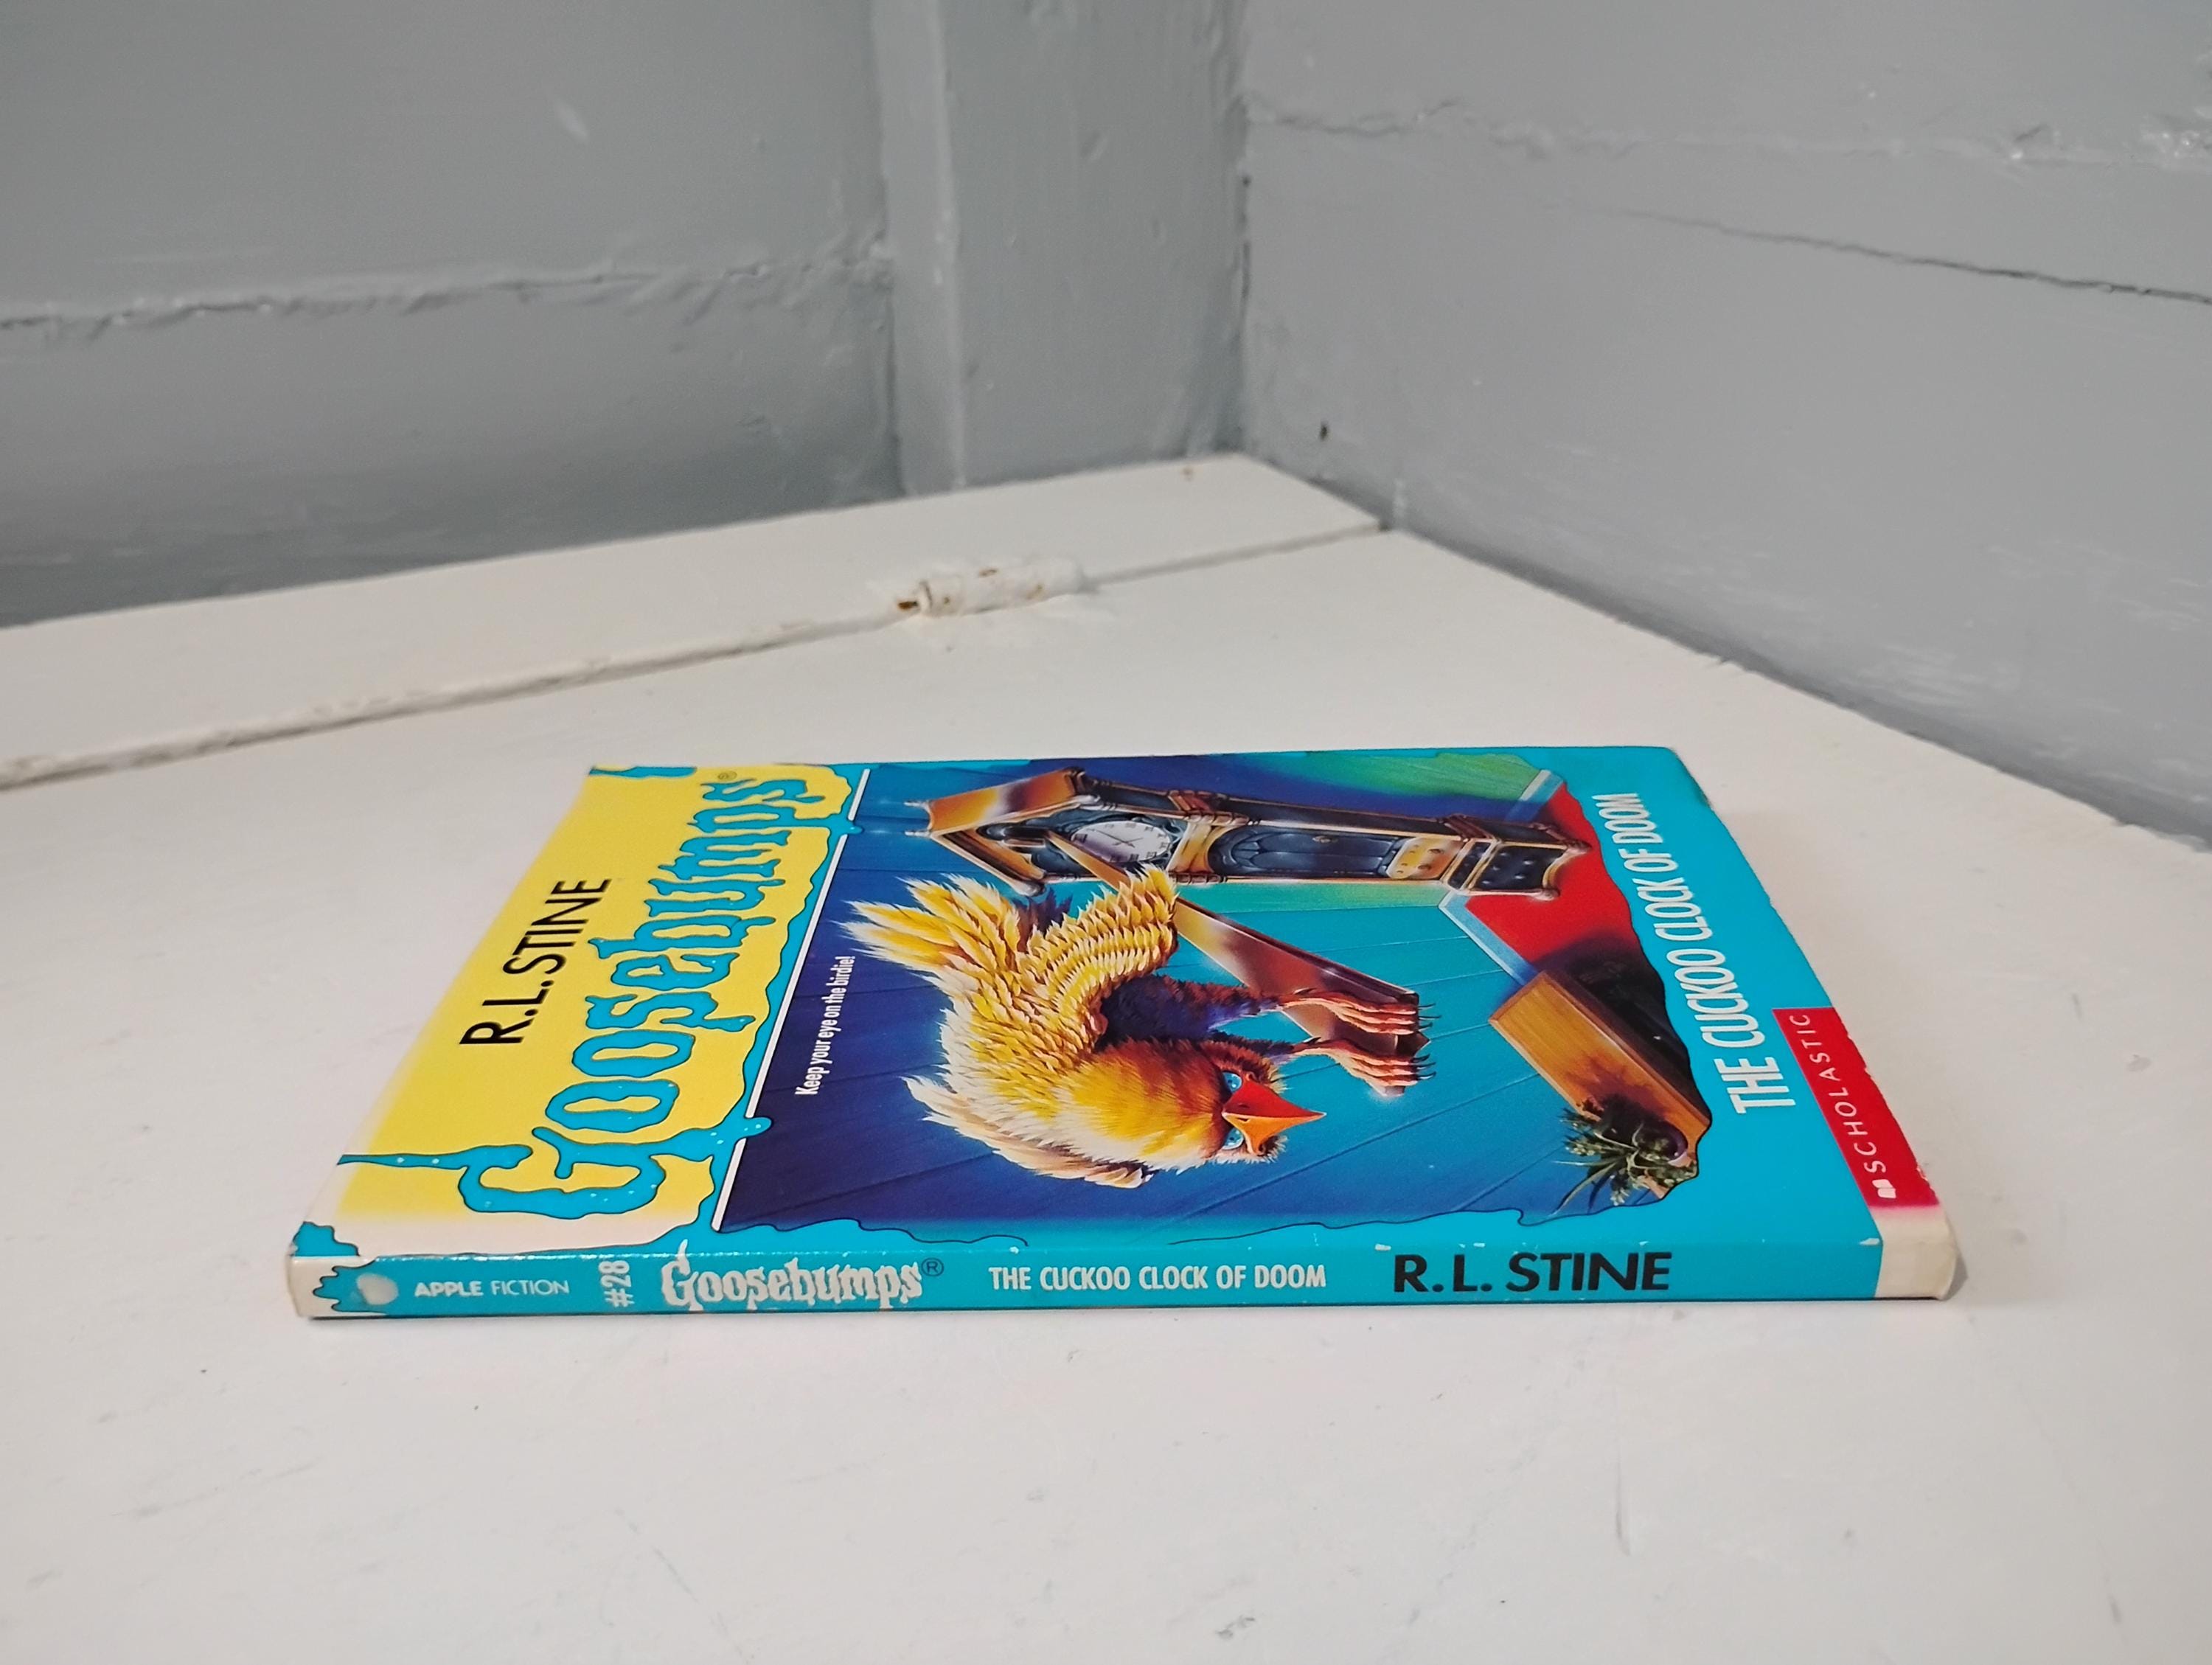 R.L.STINE
Goosebumps®
Keep your eye on the birdie!
THE CUCKOO CLOCK OF DOOM
SCHOLASTIC
APPLE FICTION
#28
Goosebumps®
THE CUCKOO CLOCK OF DOOM
R.L. STINE